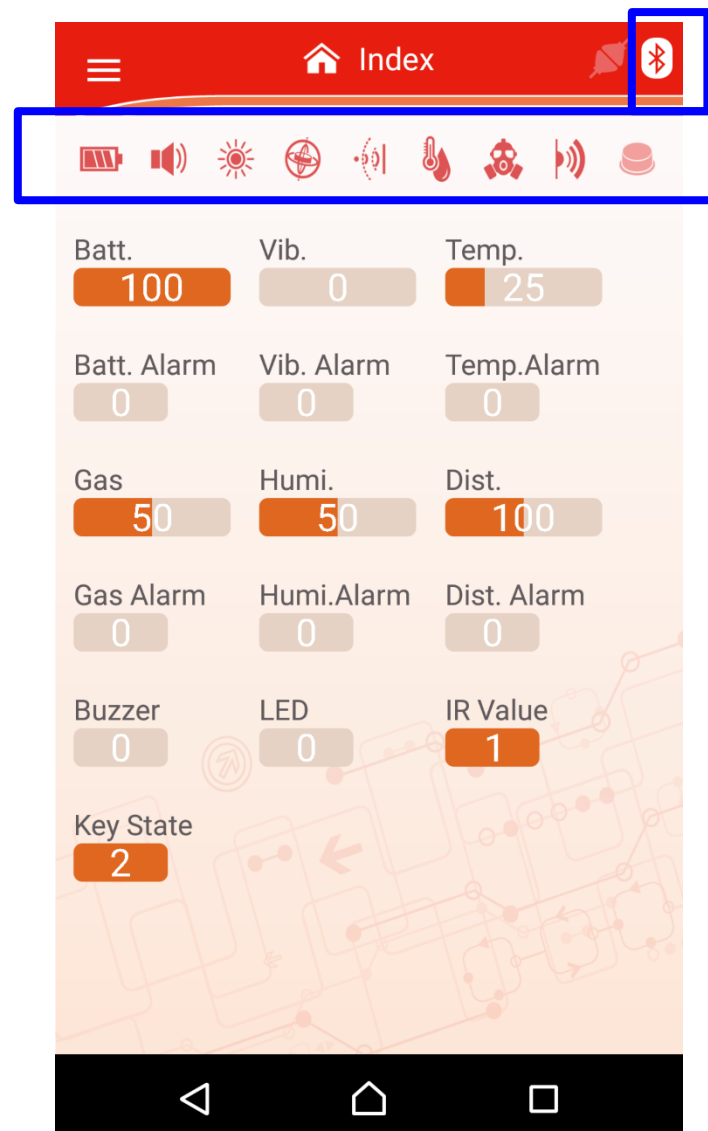 Index
Batt. Vib. Temp.
100 0 25
Batt. Alarm Vib. Alarm Temp.Alarm
0 0 0
Gas Humi. Dist.
50 50 100
Gas Alarm Humi.Alarm Dist. Alarm
0 0 0
Buzzer LED IR Value
0 0 1
Key State
2